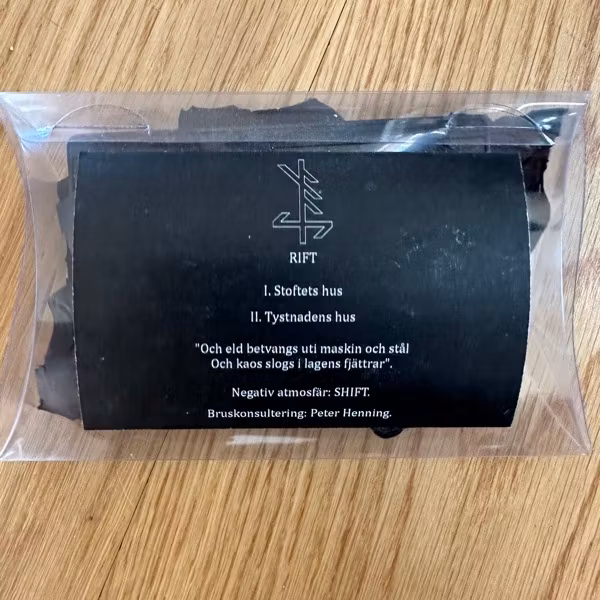 RIFT
I. Stoftets hus
II. Tystnadens hus
"Och eld betvangs uti maskin och stål
Och kaos slogs i lagens fjättrar".
Negativ atmosfär: SHIFT.
Bruskonsultering: Peter Henning.